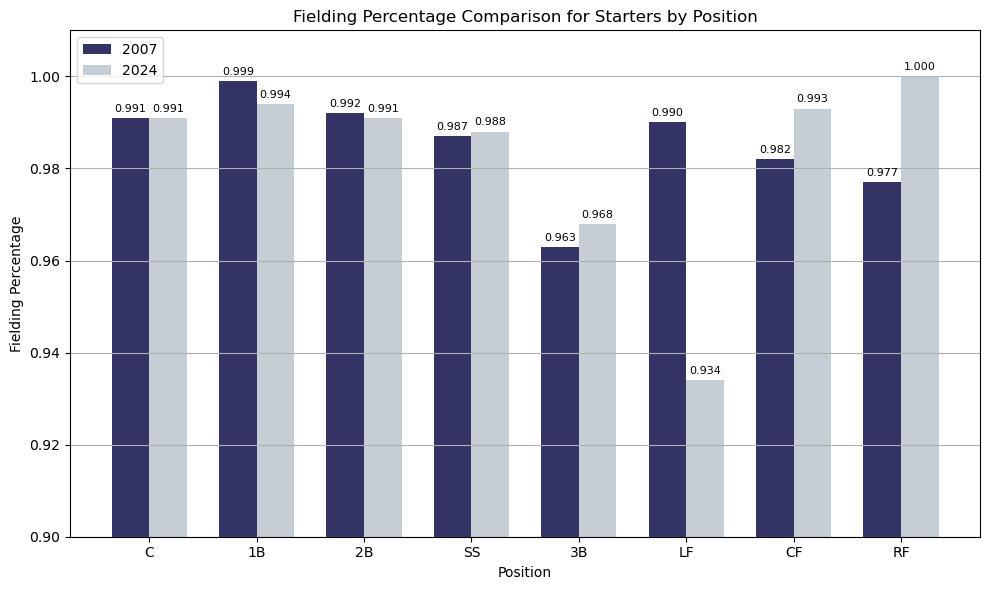 Fielding Percentage Comparison for Starters by Position
2007
2024
Fielding Percentage
1.00
0.98
0.96
0.94
0.92
0.90
0.991
0.991
0.999
0.994
0.992
0.991
0.987
0.988
0.963
0.968
0.990
0.934
0.982
0.993
0.977
1.000
C
1B
2B
SS
3B
LF
CF
RF
Position